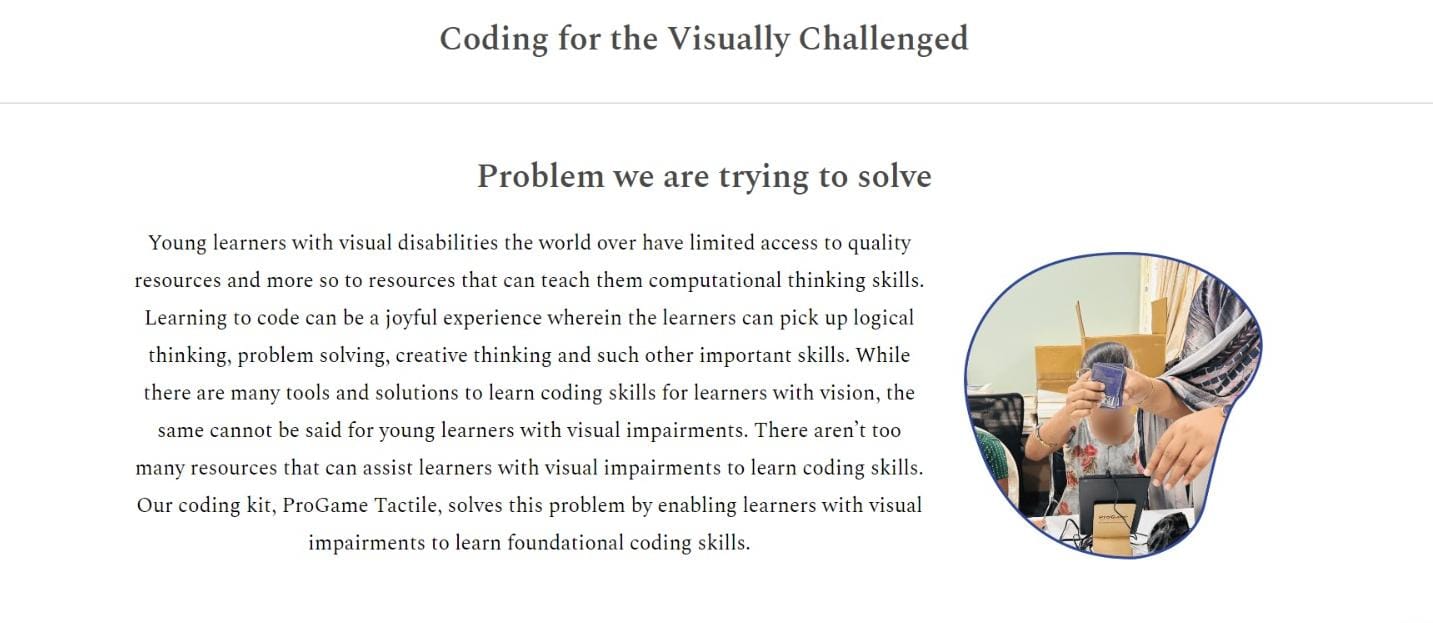 Coding for the Visually Challenged
Problem we are trying to solve
Young learners with visual disabilities the world over have limited access to quality
resources and more so to resources that can teach them computational thinking skills.
Learning to code can be a joyful experience wherein the learners can pick up logical
thinking, problem solving, creative thinking and such other important skills. While
there are many tools and solutions to learn coding skills for learners with vision, the
same cannot be said for young learners with visual impairments. There aren’t too
many resources that can assist learners with visual impairments to learn coding skills.
Our coding kit, ProGame Tactile, solves this problem by enabling learners with visual
impairments to learn foundational coding skills.